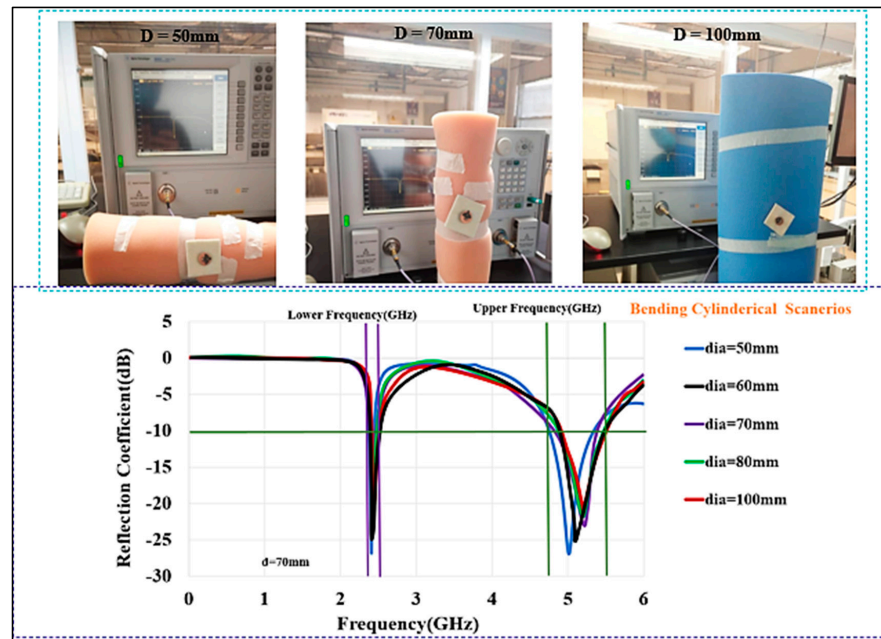 D = 50mm
D = 70mm
D = 100mm
Lower Frequency(GHz)
Upper Frequency(GHz)
Bending Cylinderical Scanerios
5
0
-5
-10
-15
-20
-25
-30
Reflection Coefficient(dB)
dia=50mm
dia=60mm
dia=70mm
dia=80mm
dia=100mm
d=70mm
0 1 2 3 4 5 6
Frequency(GHz)